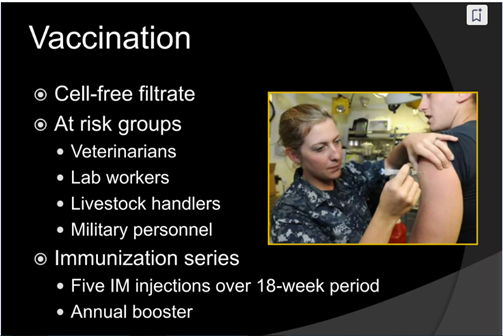 Vaccination
Cell-free filtrate
At risk groups
Veterinarians
Lab workers
Livestock handlers
Military personnel
Immunization series
Five IM injections over 18-week period
Annual booster